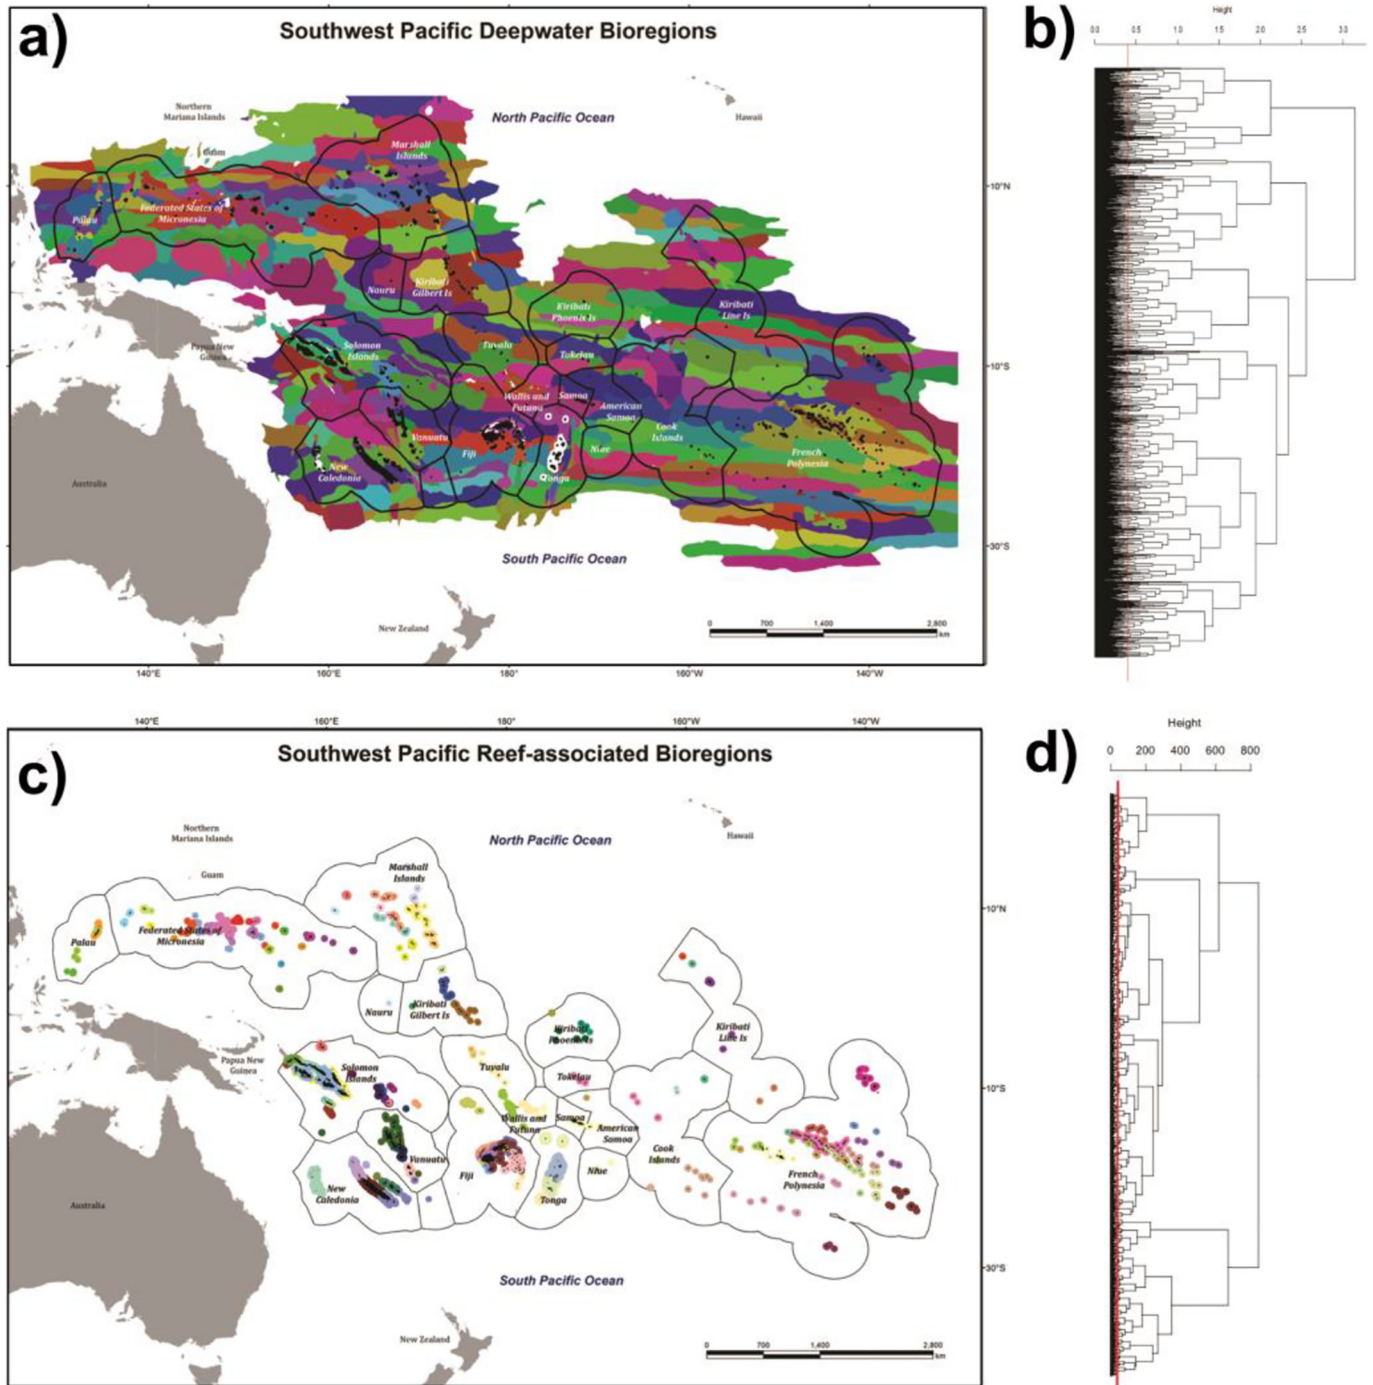 a)
Southwest Pacific Deepwater Bioregions
Northern
Mariana Islands
North Pacific Ocean
Hawaii
Guam
Marshall
Islands
Palau
Federated States of
Micronesia
Nauru
Kiribati
Gilbert Is
Kiribati
Phoenix Is
Kiribati
Line Is
Papua New
Guinea
Solomon
Islands
Tuvalu
Tokelau
Wallis and
Futuna
Samoa
American
Samoa
Cook
Islands
Vanuatu
Fiji
Niue
French
Polynesia
New
Caledonia
Tonga
Australia
South Pacific Ocean
New Zealand
0 700 1,400 2,800
km
10°N
10°S
30°S
140°E 160°E 180° 160°W 140°W
b)
Height
0.0 0.5 1.0 1.5 2.0 2.5 3.0
140°E 160°E 180° 160°W 140°W
c)
Southwest Pacific Reef-associated Bioregions
Northern
Mariana Islands
North Pacific Ocean
Hawaii
Guam
Marshall
Islands
Palau
Federated States of
Micronesia
Nauru
Kiribati
Gilbert Is
Kiribati
Phoenix Is
Kiribati
Line Is
Papua New
Guinea
Solomon
Islands
Tuvalu
Tokelau
Wallis and
Futuna
Samoa
American
Samoa
Cook
Islands
Vanuatu
Fiji
Niue
French
Polynesia
New
Caledonia
Tonga
Australia
South Pacific Ocean
New Zealand
0 700 1,400 2,800
km
10°N
10°S
30°S
d)
Height
0 200 400 600 800